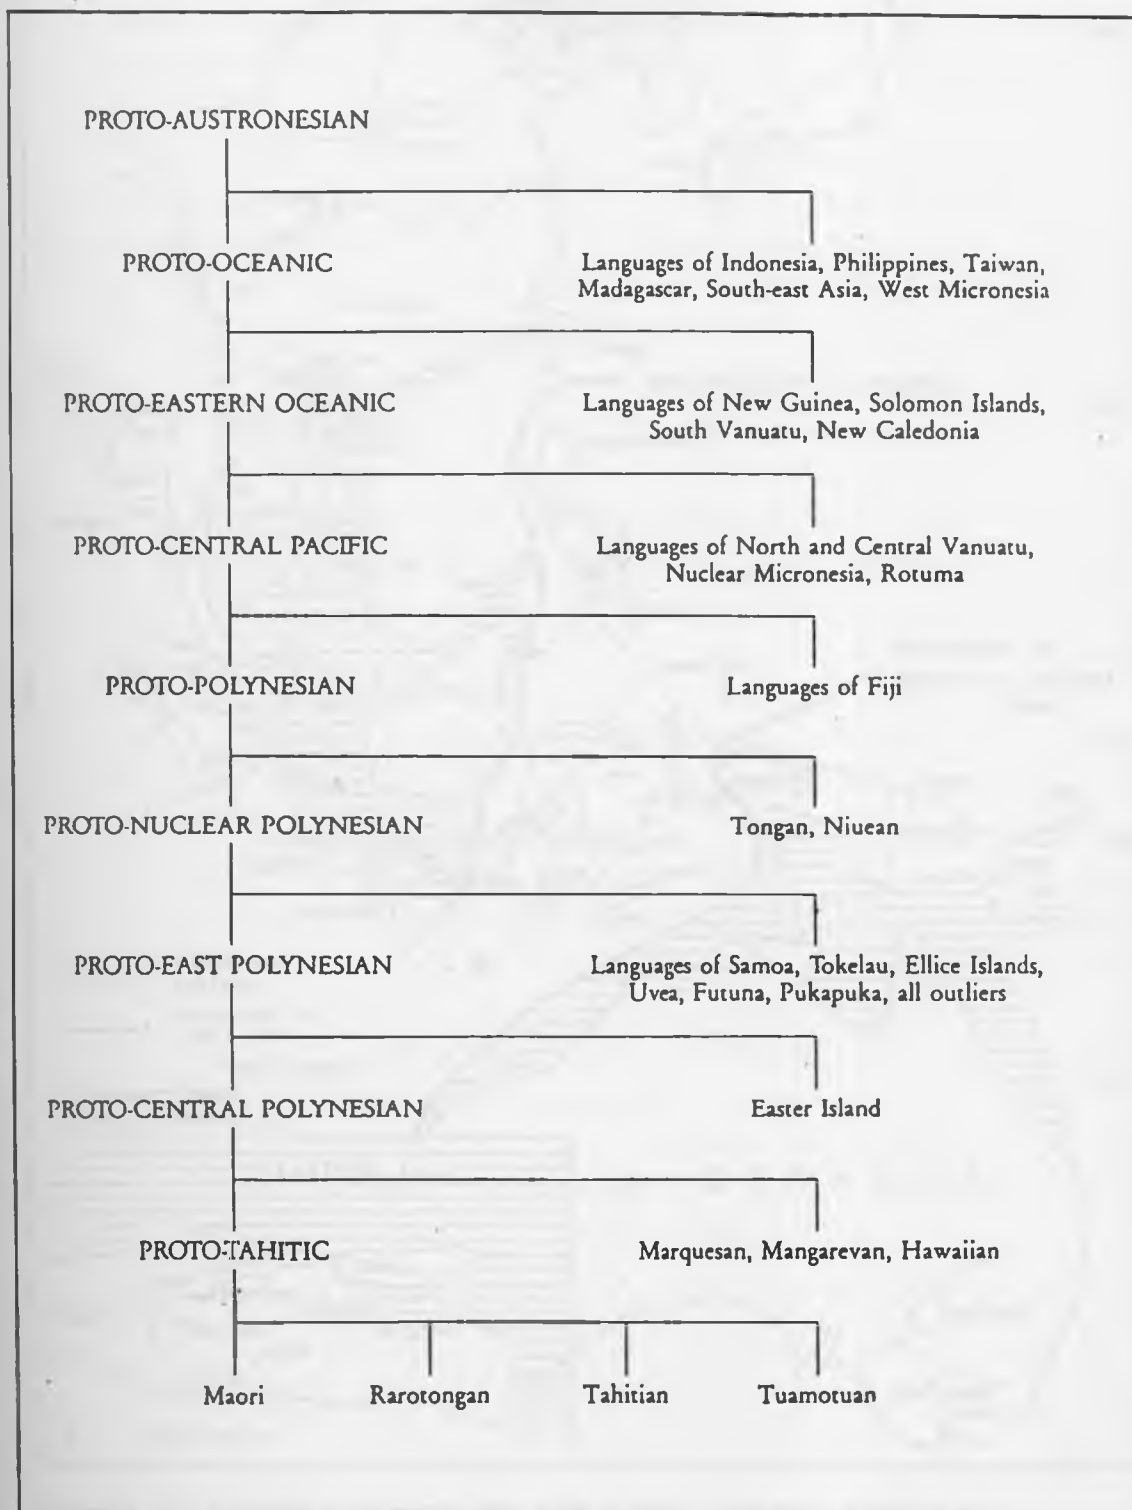 PROTO-AUSTRONESIAN
PROTO-OCEANIC
Languages of Indonesia, Philippines, Taiwan,
Madagascar, South-east Asia, West Micronesia
PROTO-EASTERN OCEANIC
Languages of New Guinea, Solomon Islands,
South Vanuatu, New Caledonia
PROTO-CENTRAL PACIFIC
Languages of North and Central Vanuatu,
Nuclear Micronesia, Rotuma
PROTO-POLYNESIAN
Languages of Fiji
PROTO-NUCLEAR POLYNESIAN
Tongan, Niuean
PROTO-EAST POLYNESIAN
Languages of Samoa, Tokelau, Ellice Islands,
Uvea, Futuna, Pukapuka, all outliers
PROTO-CENTRAL POLYNESIAN
Easter Island
PROTO-TAHITIC
Marquesan, Mangarevan, Hawaiian
Maori
Rarotongan
Tahitian
Tuamotuan